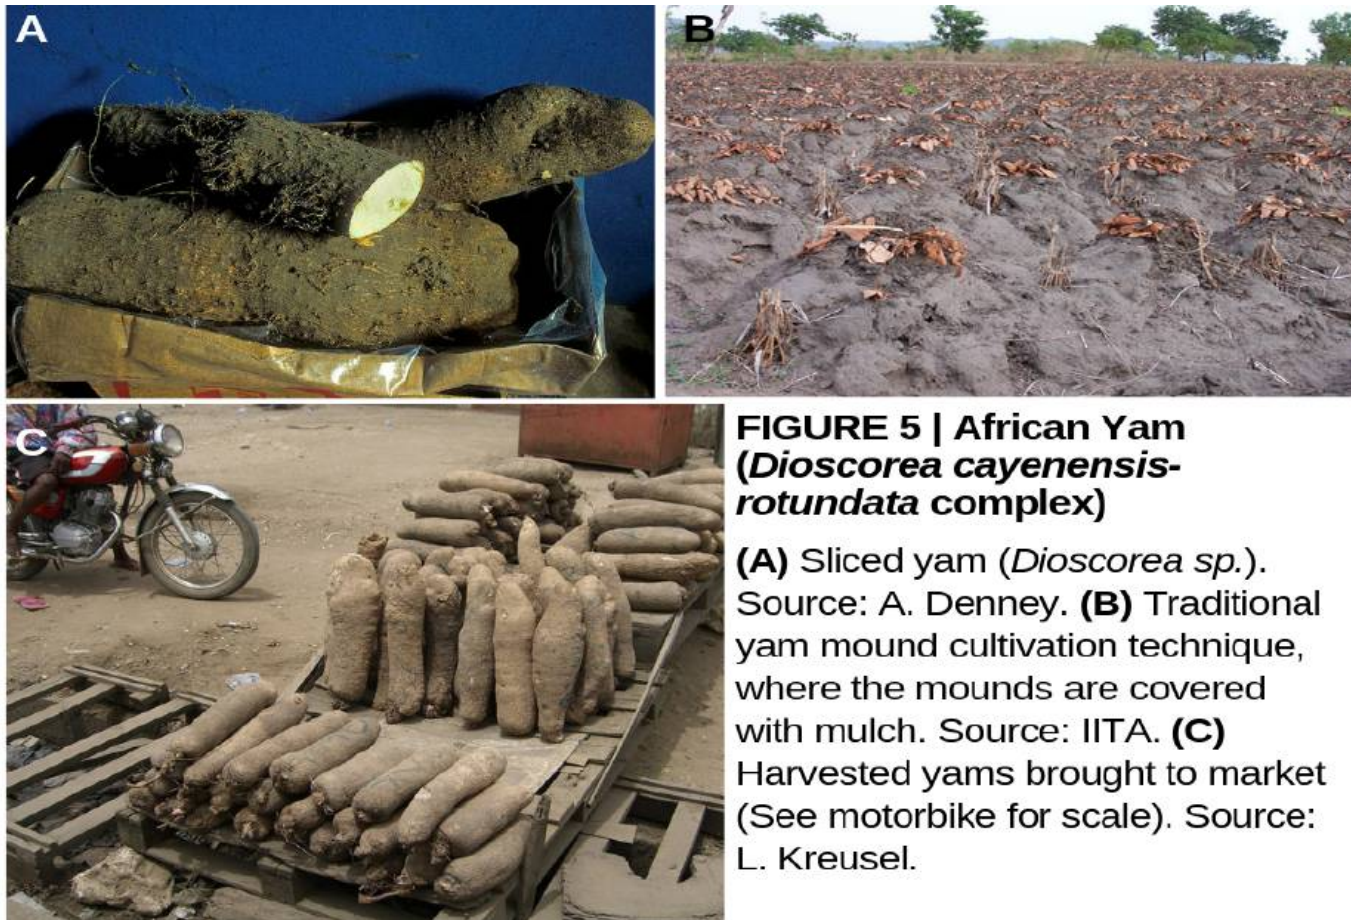 A
B
C
FIGURE 5 | African Yam
(Dioscorea cayenensis-
rotundata complex)
(A) Sliced yam (Dioscorea sp.).
Source: A. Denney. (B) Traditional
yam mound cultivation technique,
where the mounds are covered
with mulch. Source: IITA. (C)
Harvested yams brought to market
(See motorbike for scale). Source:
L. Kreusel.